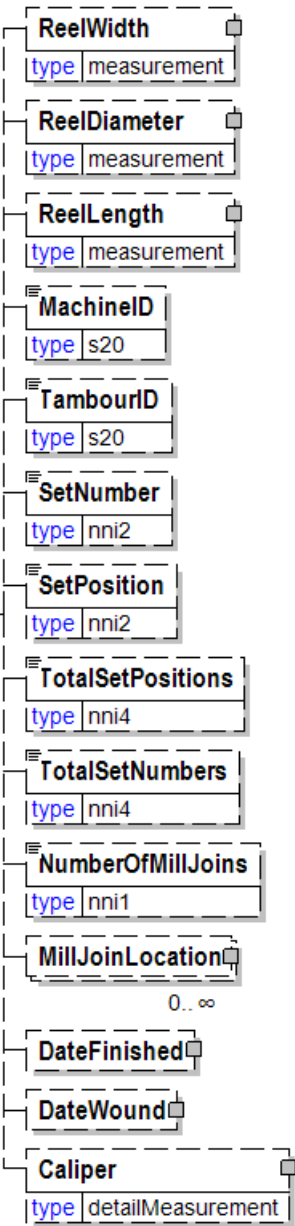 ReelWidth
type measurement
ReelDiameter
type measurement
ReelLength
type measurement
MachineID
type s20
TambourID
type s20
SetNumber
type nni2
SetPosition
type nni2
TotalSetPositions
type nni4
TotalSetNumbers
type nni4
NumberOfMillJoins
type nni1
MillJoinLocation
0..∞
DateFinished
DateWound
Caliper
type detailMeasurement